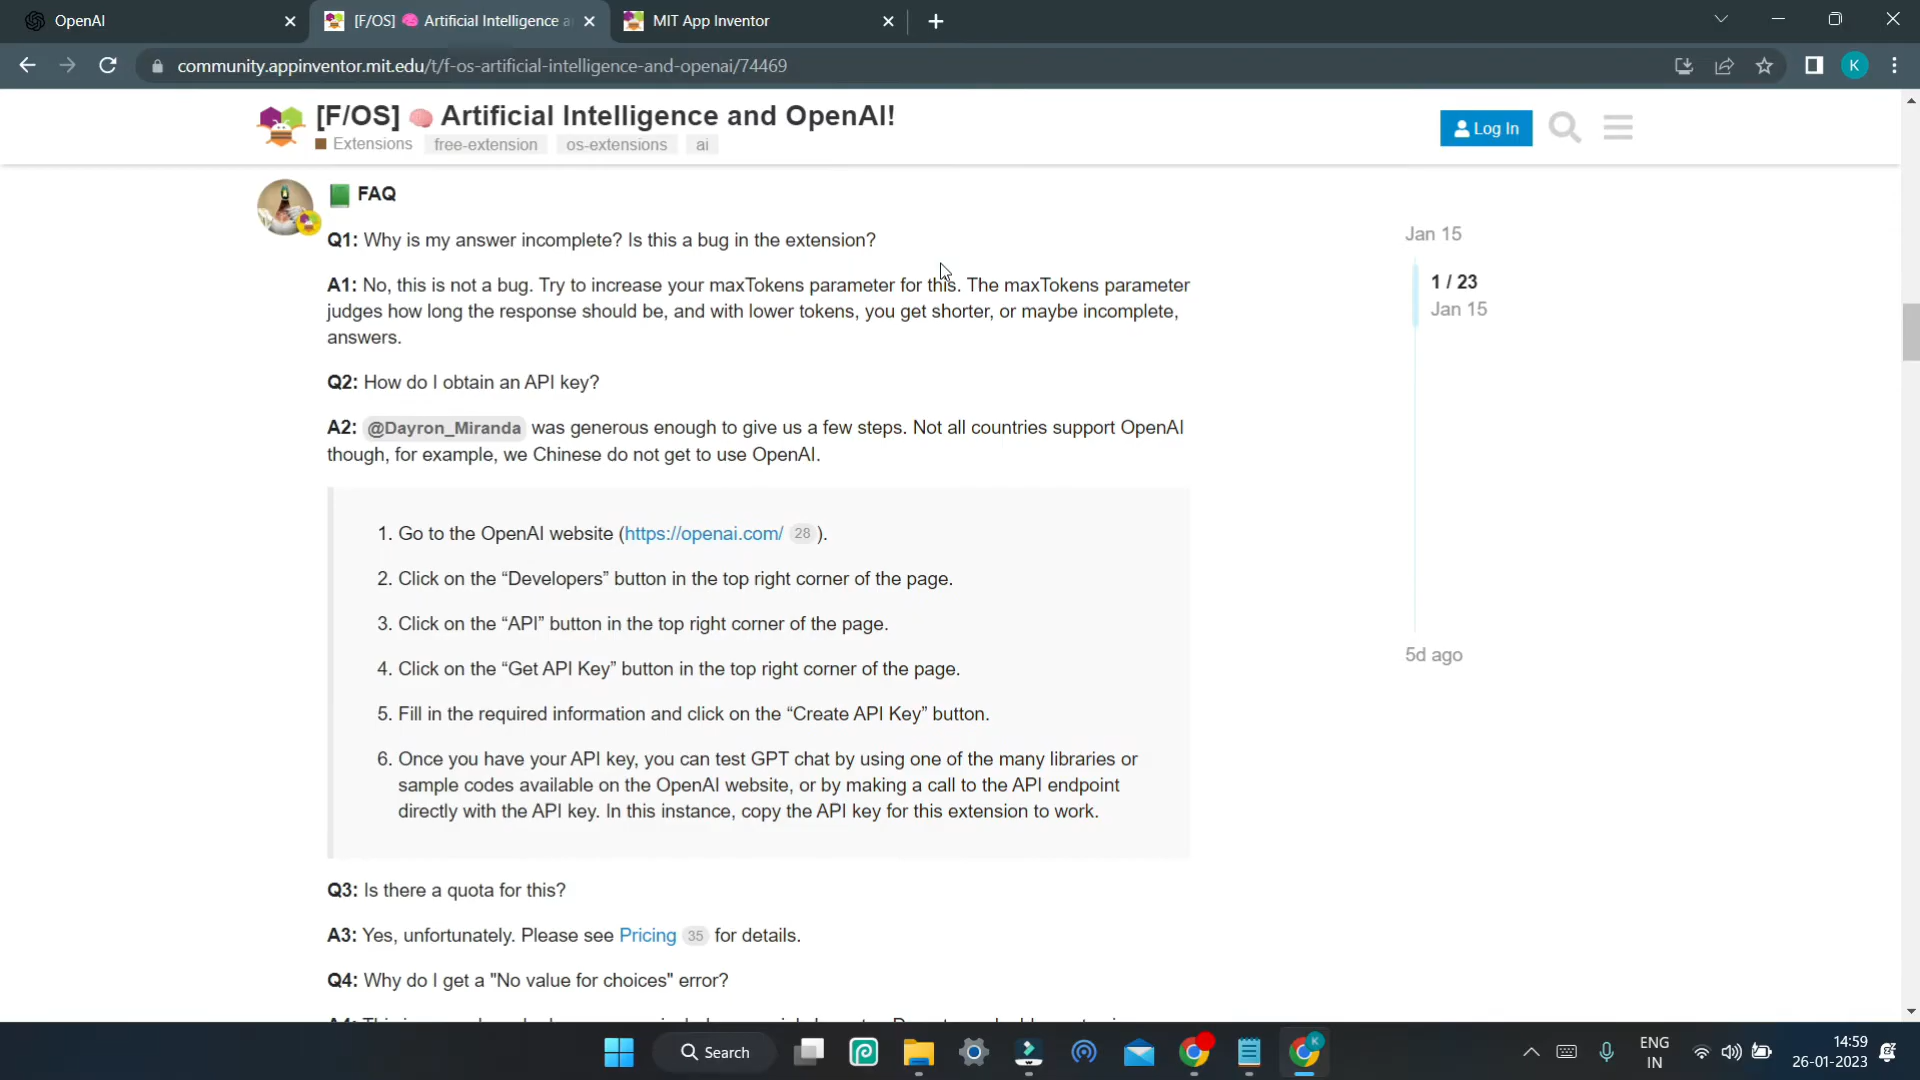 OpenAI
[F/OS] 🧠 Artificial Intelligence a
MIT App Inventor
community.appinventor.mit.edu/t/f-os-artificial-intelligence-and-openai/74469
K
[F/OS] 🧠 Artificial Intelligence and OpenAI!
Extensions free-extension os-extensions ai
Log In
📗 FAQ
Q1: Why is my answer incomplete? Is this a bug in the extension?
A1: No, this is not a bug. Try to increase your maxTokens parameter for this. The maxTokens parameter
judges how long the response should be, and with lower tokens, you get shorter, or maybe incomplete,
answers.
Q2: How do I obtain an API key?
A2: @Dayron_Miranda was generous enough to give us a few steps. Not all countries support OpenAI
though, for example, we Chinese do not get to use OpenAI.
1. Go to the OpenAI website (https://openai.com/ 28 ).
2. Click on the “Developers” button in the top right corner of the page.
3. Click on the “API” button in the top right corner of the page.
4. Click on the “Get API Key” button in the top right corner of the page.
5. Fill in the required information and click on the “Create API Key” button.
6. Once you have your API key, you can test GPT chat by using one of the many libraries or
sample codes available on the OpenAI website, or by making a call to the API endpoint
directly with the API key. In this instance, copy the API key for this extension to work.
Q3: Is there a quota for this?
A3: Yes, unfortunately. Please see Pricing 35 for details.
Q4: Why do I get a "No value for choices" error?
Jan 15
1 / 23
Jan 15
5d ago
Search
K
ENG
IN
14:59
26-01-2023